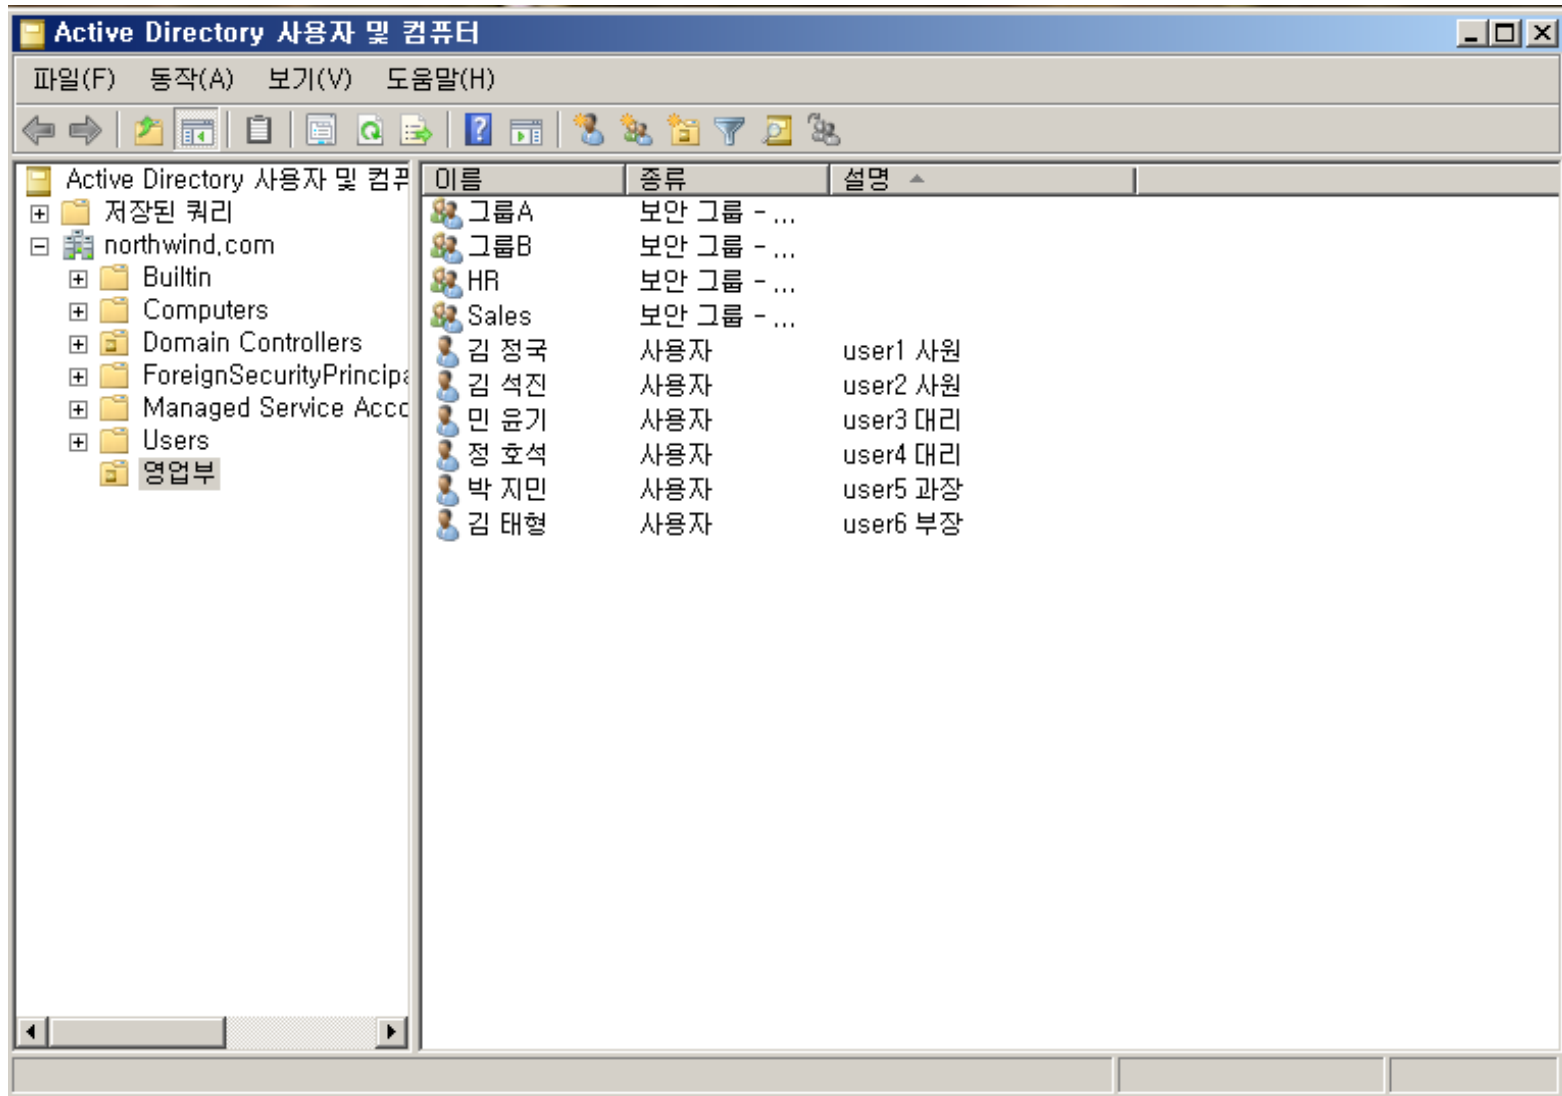 Active Directory 사용자 및 컴퓨터
파일(F) 동작(A) 보기(V) 도움말(H)
Active Directory 사용자 및 컴퓨
저장된 쿼리
northwind.com
Builtin
Computers
Domain Controllers
ForeignSecurityPrincipa
Managed Service Acco
Users
영업부
이름 종류 설명
그룹A 보안 그룹 - ...
그룹B 보안 그룹 - ...
HR 보안 그룹 - ...
Sales 보안 그룹 - ...
김 정국 사용자 user1 사원
김 석진 사용자 user2 사원
민 윤기 사용자 user3 대리
정 호석 사용자 user4 대리
박 지민 사용자 user5 과장
김 태형 사용자 user6 부장